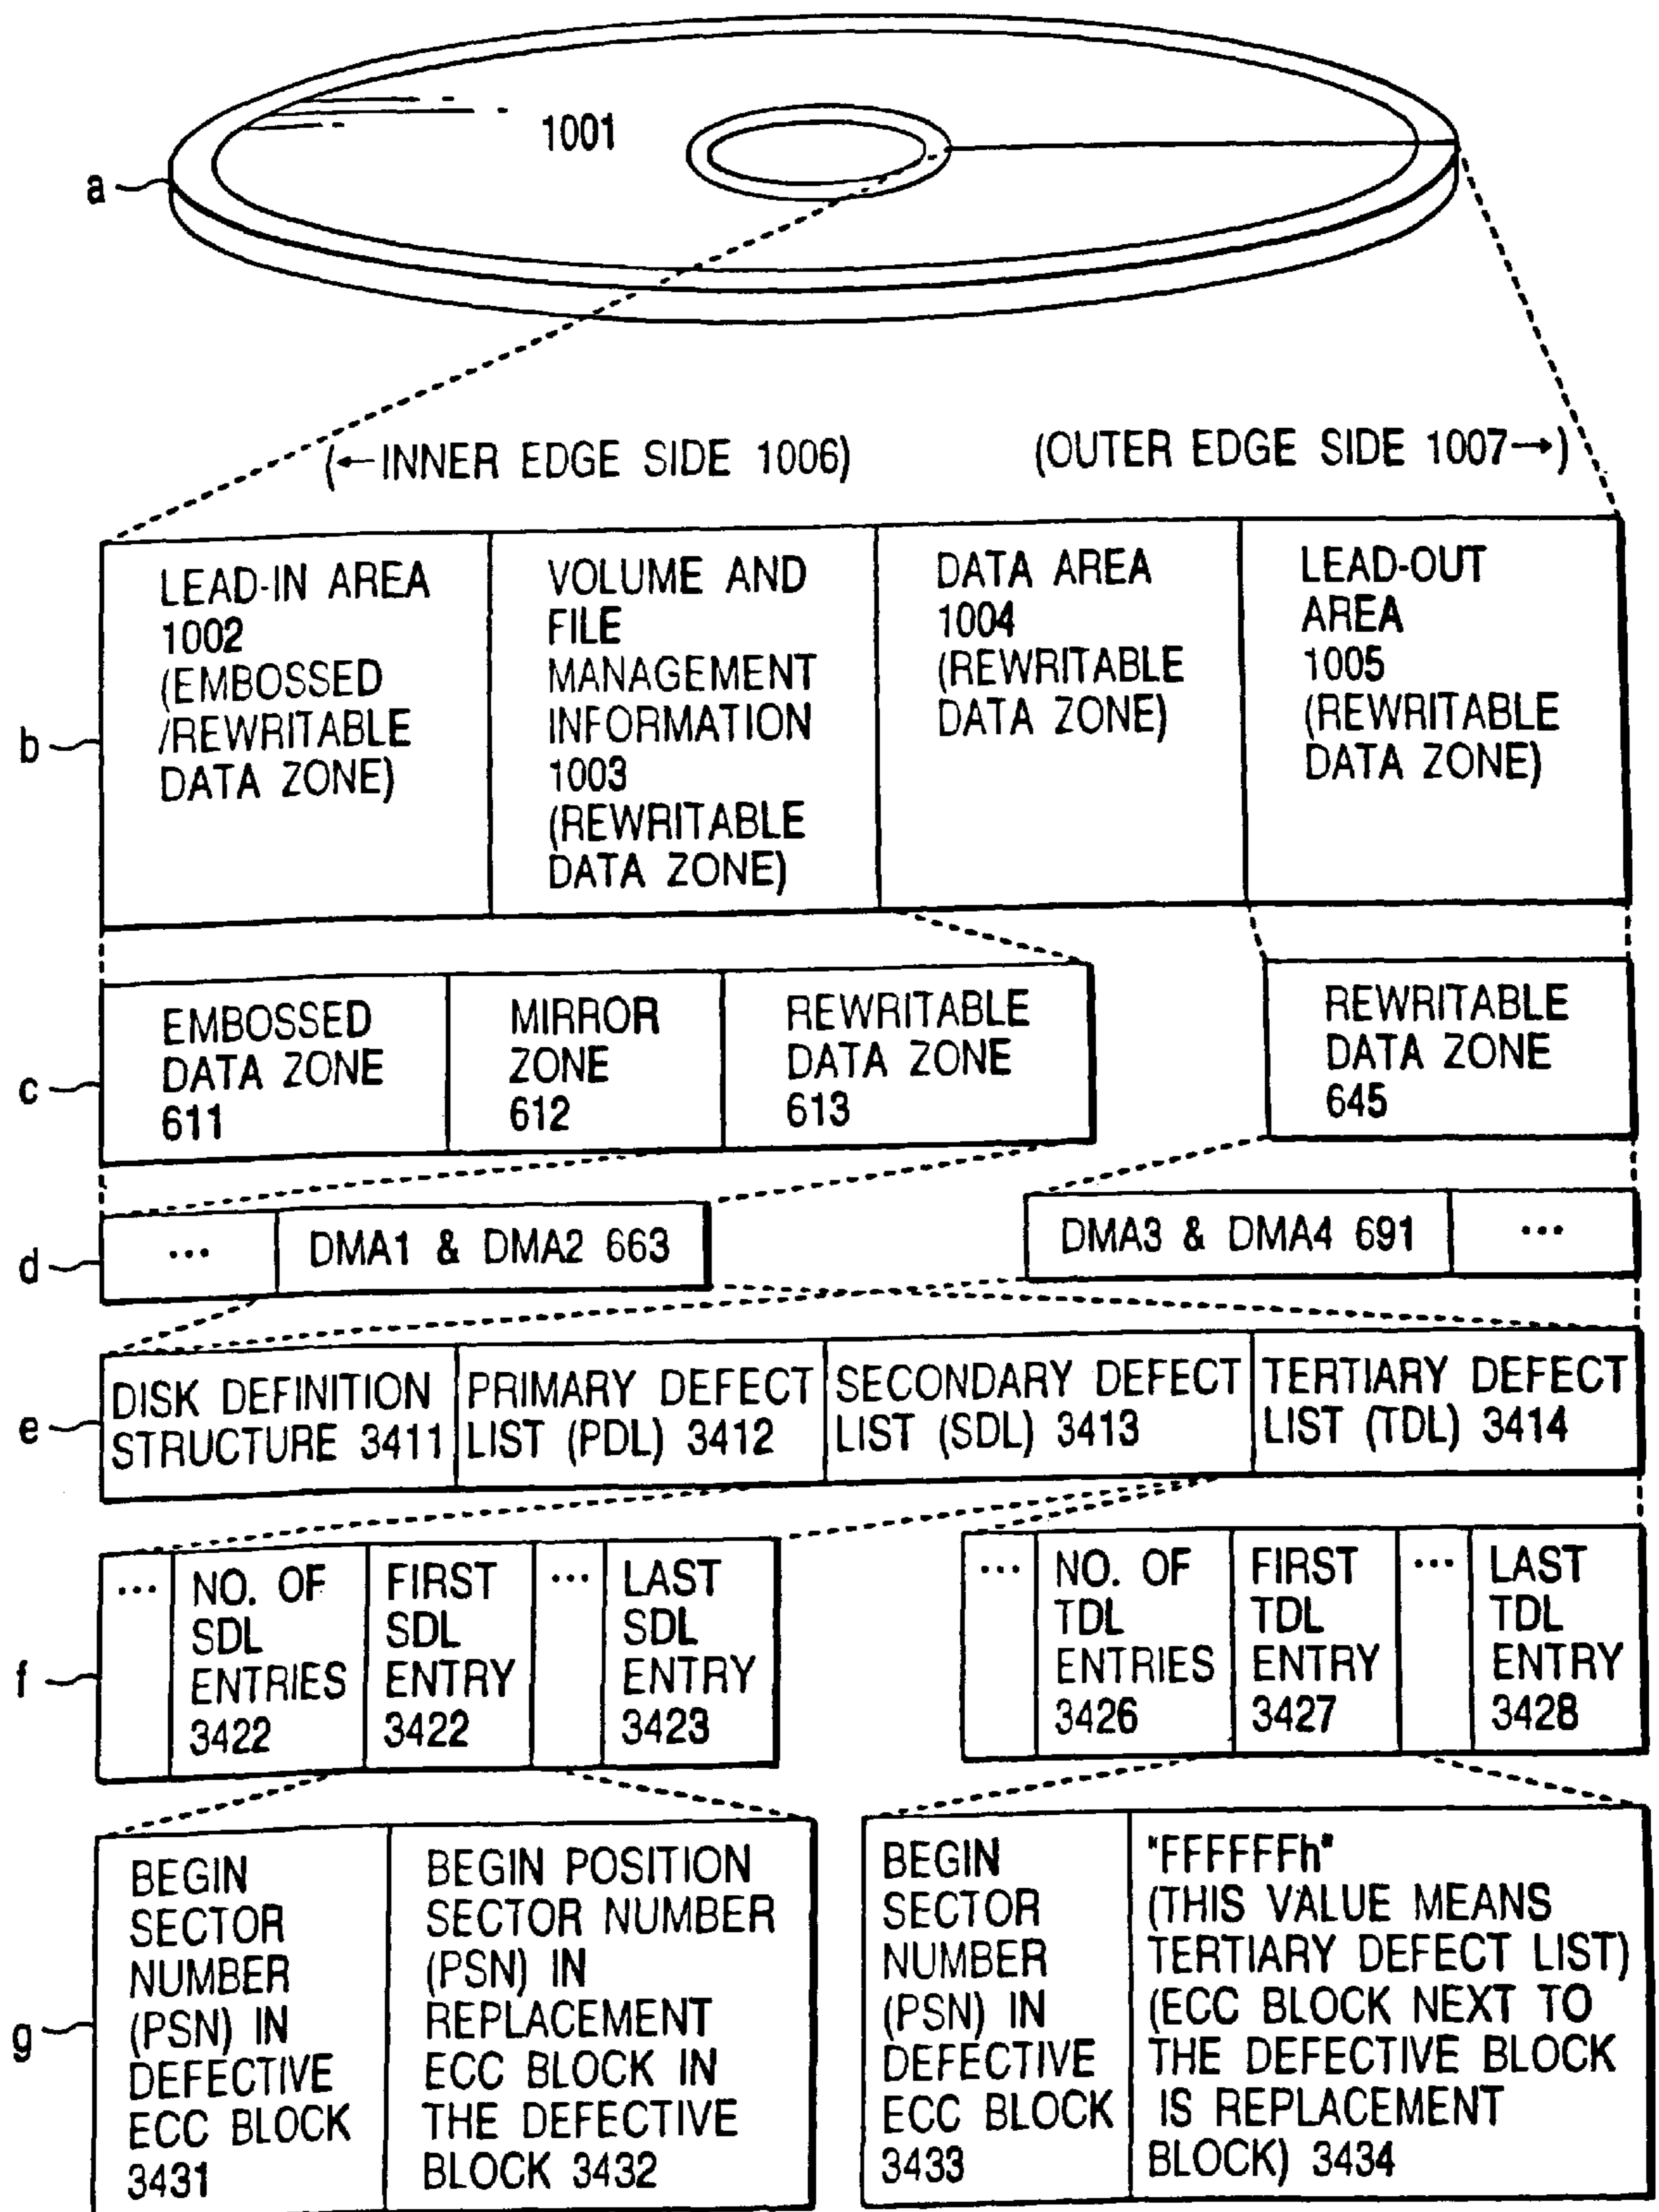 1001
a
(←INNER EDGE SIDE 1006)
(OUTER EDGE SIDE 1007→)
b
LEAD-IN AREA
1002
(EMBOSSED
/REWRITABLE
DATA ZONE)
VOLUME AND
FILE
MANAGEMENT
INFORMATION
1003
(REWRITABLE
DATA ZONE)
DATA AREA
1004
(REWRITABLE
DATA ZONE)
LEAD-OUT
AREA
1005
(REWRITABLE
DATA ZONE)
c
EMBOSSED
DATA ZONE
611
MIRROR
ZONE
612
REWRITABLE
DATA ZONE
613
REWRITABLE
DATA ZONE
645
d
...
DMA1 & DMA2 663
DMA3 & DMA4 691
...
e
DISK DEFINITION
STRUCTURE 3411
PRIMARY DEFECT
LIST (PDL) 3412
SECONDARY DEFECT
LIST (SDL) 3413
TERTIARY DEFECT
LIST (TDL) 3414
f
...
NO. OF
SDL
ENTRIES
3422
FIRST
SDL
ENTRY
3422
...
LAST
SDL
ENTRY
3423
...
NO. OF
TDL
ENTRIES
3426
FIRST
TDL
ENTRY
3427
...
LAST
TDL
ENTRY
3428
g
BEGIN
SECTOR
NUMBER
(PSN) IN
DEFECTIVE
ECC BLOCK
3431
BEGIN POSITION
SECTOR NUMBER
(PSN) IN
REPLACEMENT
ECC BLOCK IN
THE DEFECTIVE
BLOCK 3432
BEGIN
SECTOR
NUMBER
(PSN) IN
DEFECTIVE
ECC BLOCK
3433
"FFFFFFh"
(THIS VALUE MEANS
TERTIARY DEFECT LIST)
(ECC BLOCK NEXT TO
THE DEFECTIVE BLOCK
IS REPLACEMENT
BLOCK) 3434